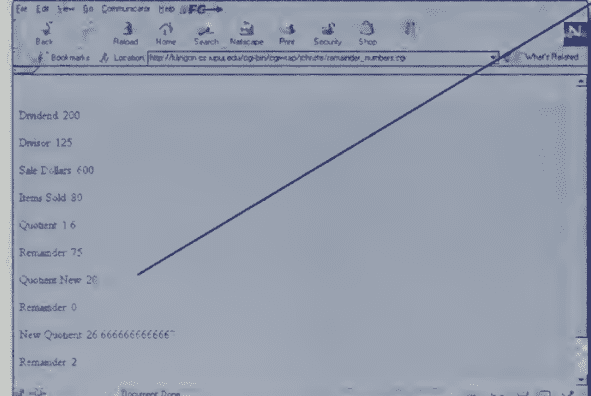 File Edit View Go Communicator Help
Back Reload Home Search Netscape Print Security Shop
Bookmarks Location What's Related
Dividend 200
Divisor 125
Sale Dollars 600
Items Sold 80
Quotient 1.6
Remainder 75
Quotient New 20
Remainder 0
New Quotient 26.6666666666667
Remainder 2
Document Done